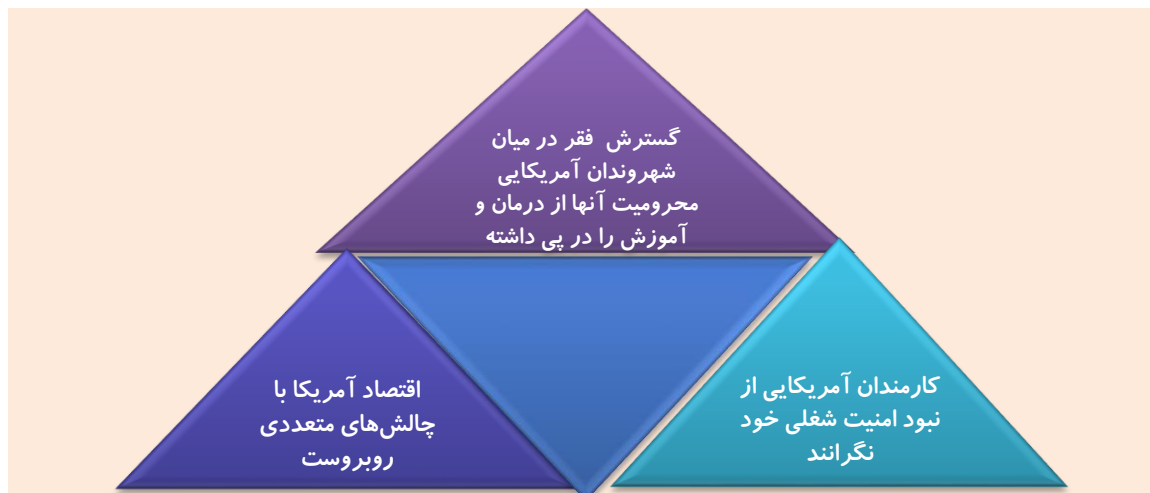 گسترش فقر در میان
شهروندان آمریکایی
محرومیت آنها از درمان و
آموزش را در پی داشته
کارمندان آمریکایی از
نبود امنیت شغلی خود
نگرانند
اقتصاد آمریکا با
چالش‌های متعددی
روبروست